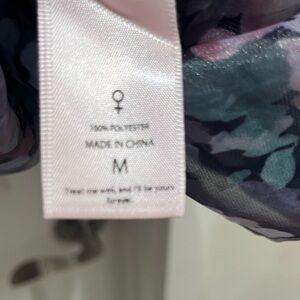 100% POLYESTER
MADE IN CHINA
M
Treat me well, and I'll be yours
forever.